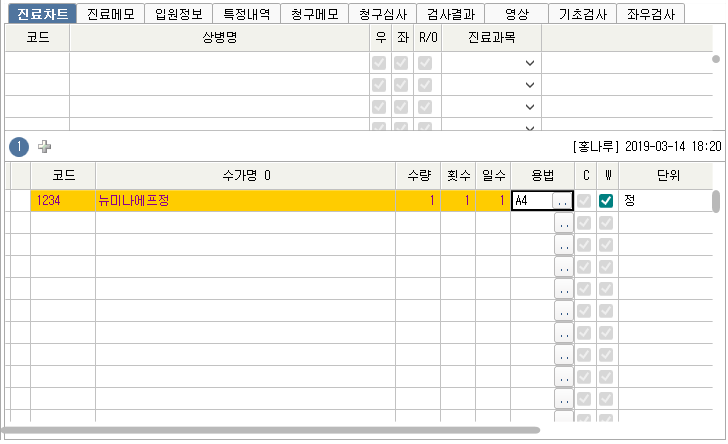 진료차트 진료메모 입원정보 특정내역 청구메모 청구심사 검사결과 영상 기초검사 좌우검사
코드 상병명 우 좌 R/O 진료과목
1 [홍나루] 2019-03-14 18:20
코드 수가명 0 수량 횟수 일수 용법 C W 단위
1234 뉴미냐에프정 1 1 1 A4 .. 정
..
..
..
..
..
..
..
..
..
..